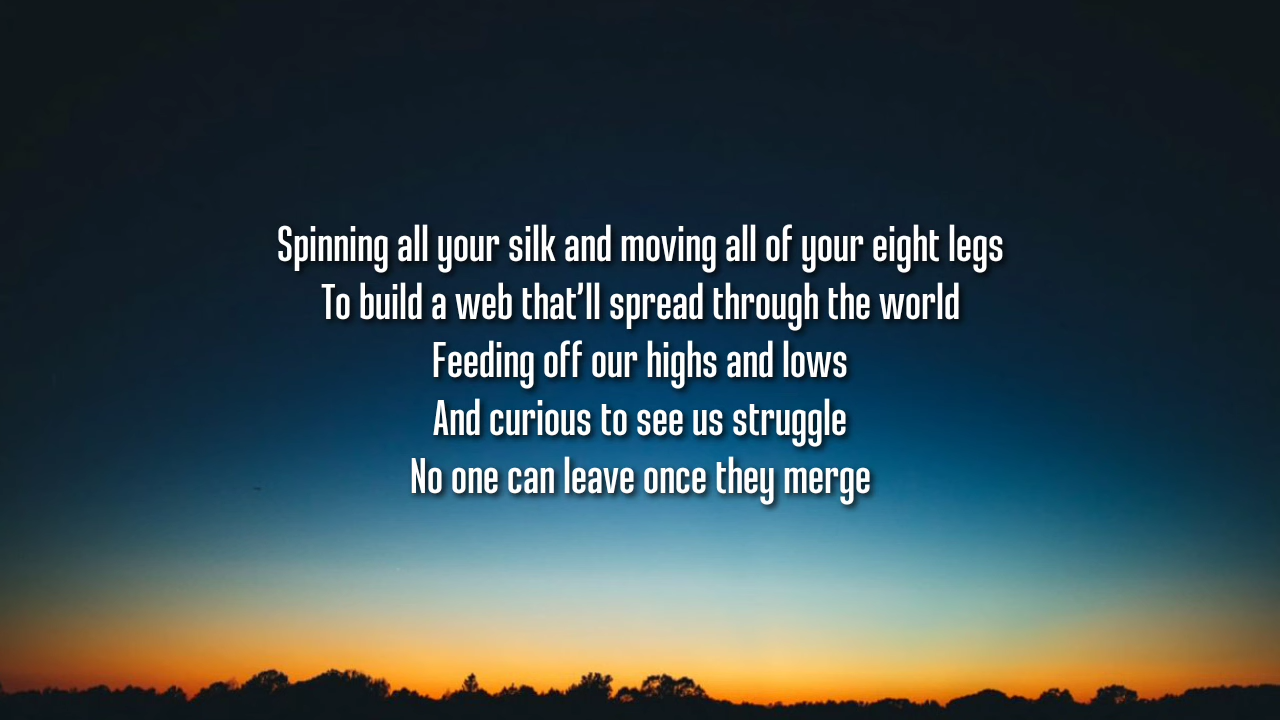 Spinning all your silk and moving all of your eight legs
To build a web that’ll spread through the world
Feeding off our highs and lows
And curious to see us struggle
No one can leave once they merge